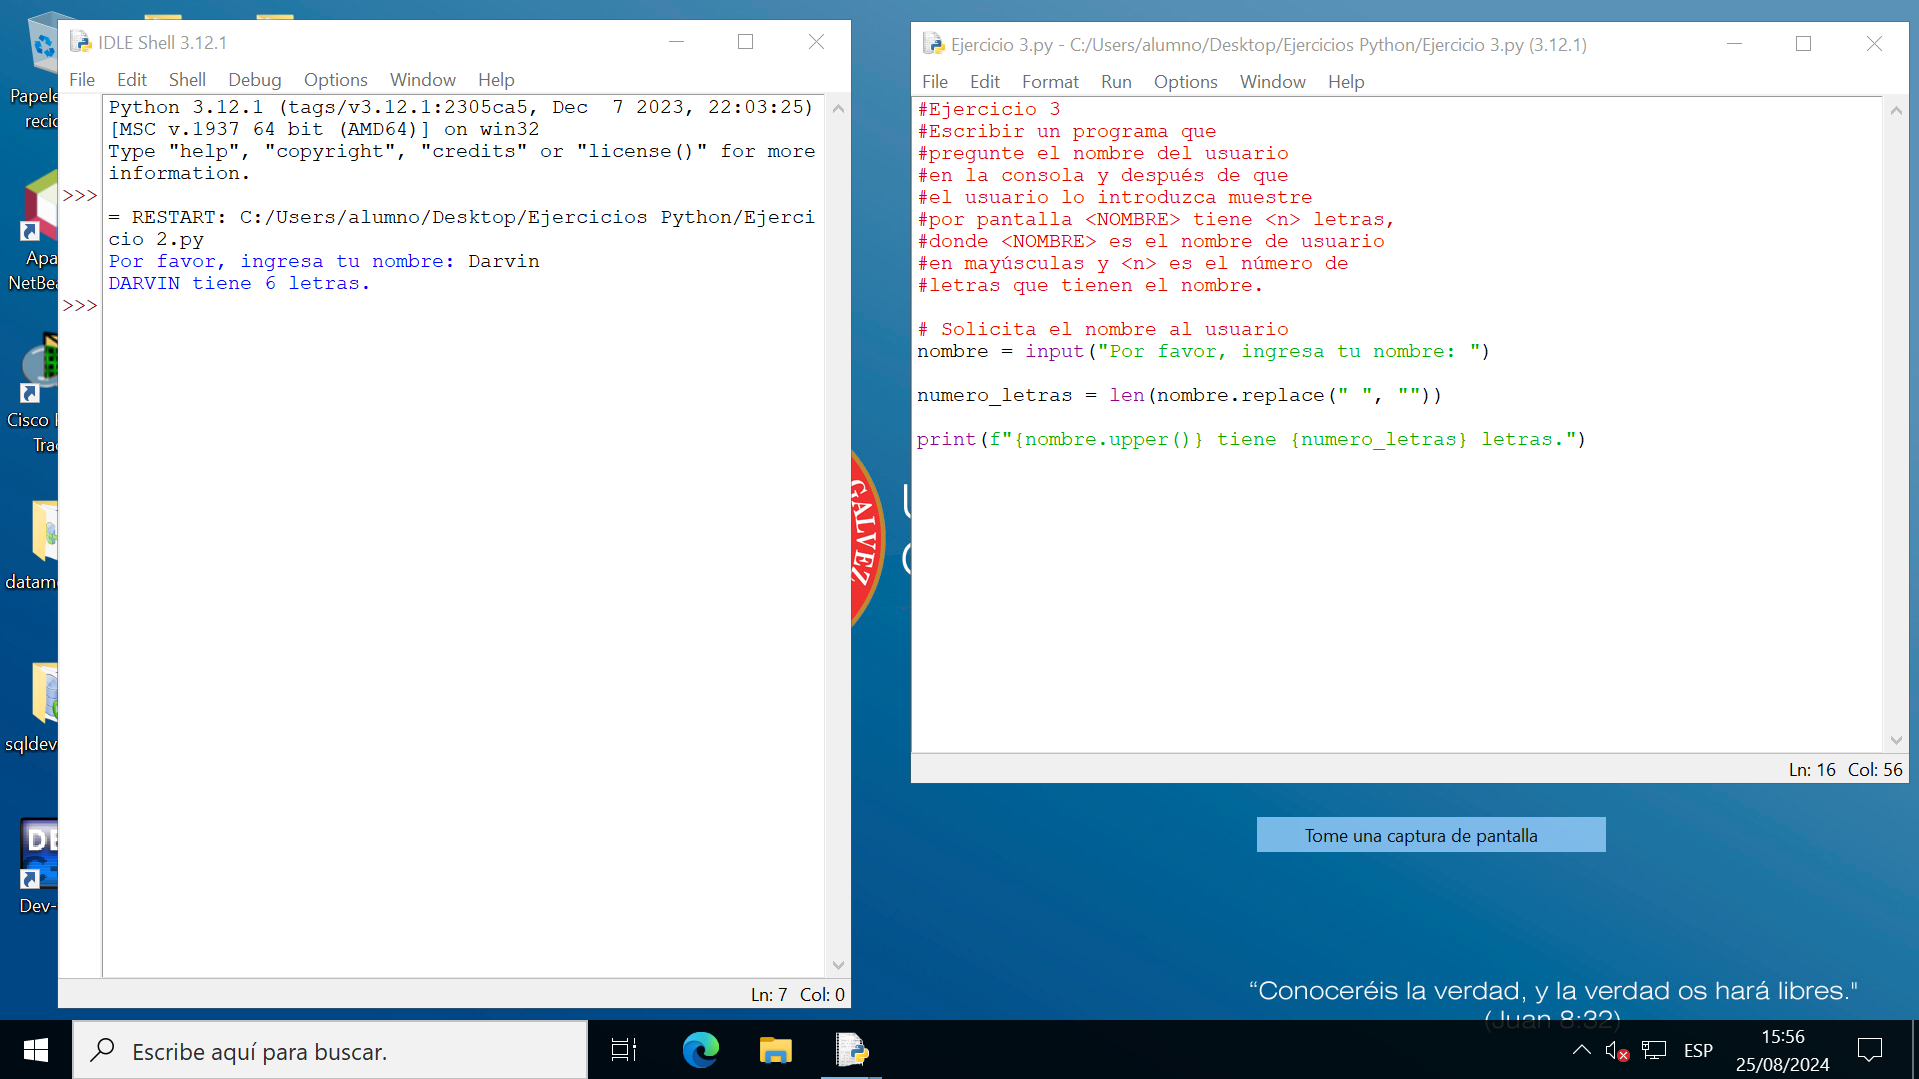 IDLE Shell 3.12.1
File Edit Shell Debug Options Window Help
Python 3.12.1 (tags/v3.12.1:2305ca5, Dec  7 2023, 22:03:25)
[MSC v.1937 64 bit (AMD64)] on win32
Type "help", "copyright", "credits" or "license()" for more
information.
>>>
= RESTART: C:/Users/alumno/Desktop/Ejercicios Python/Ejerci
cio 2.py
Por favor, ingresa tu nombre: Darvin
DARVIN tiene 6 letras.
>>>
Ln: 7 Col: 0
Ejercicio 3.py - C:/Users/alumno/Desktop/Ejercicios Python/Ejercicio 3.py (3.12.1)
File Edit Format Run Options Window Help
#Ejercicio 3
#Escribir un programa que
#pregunte el nombre del usuario
#en la consola y después de que
#el usuario lo introduzca muestre
#por pantalla <NOMBRE> tiene <n> letras,
#donde <NOMBRE> es el nombre de usuario
#en mayúsculas y <n> es el número de
#letras que tienen el nombre.
# Solicita el nombre al usuario
nombre = input("Por favor, ingresa tu nombre: ")
numero_letras = len(nombre.replace(" ", ""))
print(f"{nombre.upper()} tiene {numero_letras} letras.")
Ln: 16 Col: 56
Papele
recic
Apa
NetBea
Cisco
Trac
datam
sqldev
DE
Dev-
GALVEZ
Tome una captura de pantalla
“Conoceréis la verdad, y la verdad os hará libres."
(Juan 8:32)
Escribe aquí para buscar.
ESP
15:56
25/08/2024